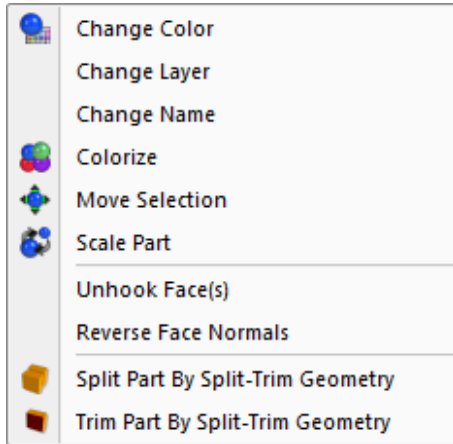 Change Color
Change Layer
Change Name
Colorize
Move Selection
Scale Part
Unhook Face(s)
Reverse Face Normals
Split Part By Split-Trim Geometry
Trim Part By Split-Trim Geometry